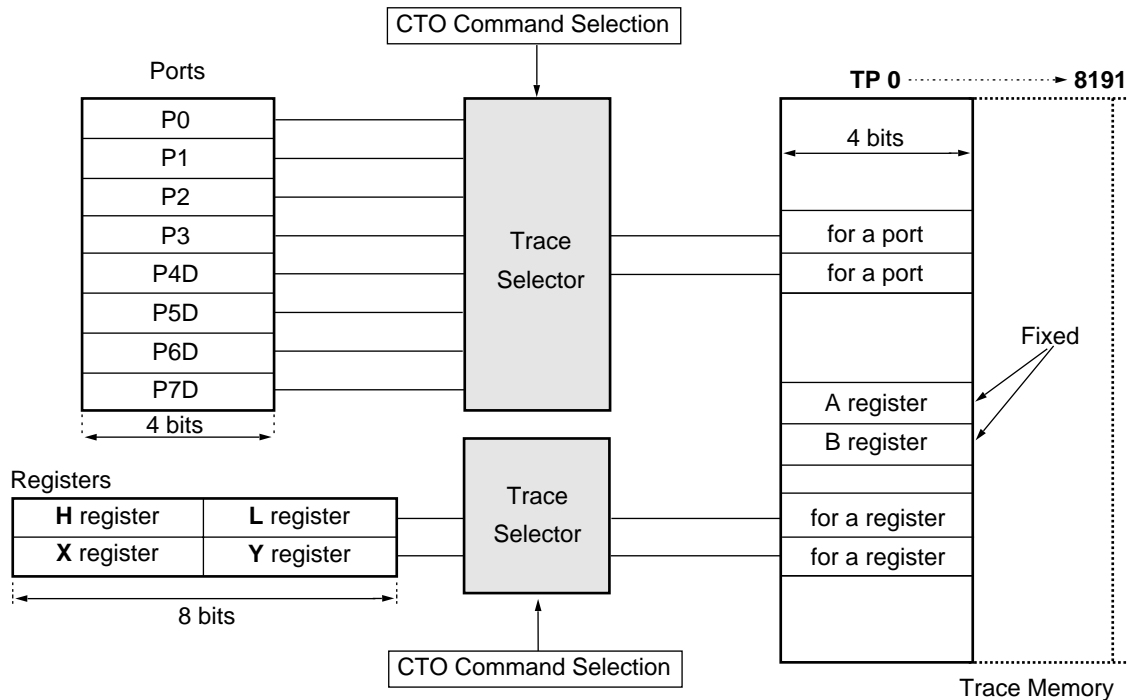 CTO Command Selection
Ports
TP 0 8191
P0
P1
P2
P3
P4D
P5D
P6D
P7D
4 bits
Trace
Selector
4 bits
for a port
for a port
Fixed
A register
B register
Registers
H register L register
X register Y register
8 bits
Trace
Selector
for a register
for a register
CTO Command Selection
Trace Memory